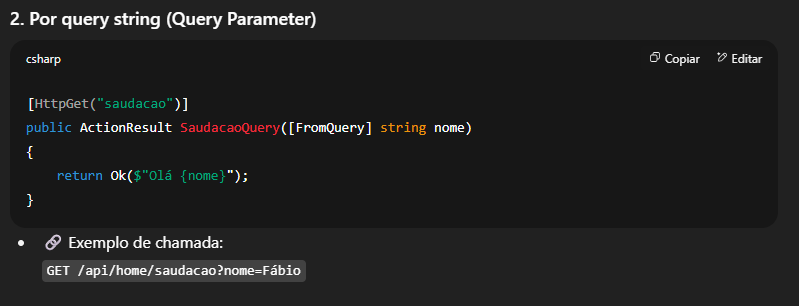 2. Por query string (Query Parameter)
csharp
Copiar
Editar
[HttpGet("saudacao")]
public ActionResult SaudacaoQuery([FromQuery] string nome)
{
    return Ok($"Olá {nome}");
}
• 🔗 Exemplo de chamada:
GET /api/home/saudacao?nome=Fábio